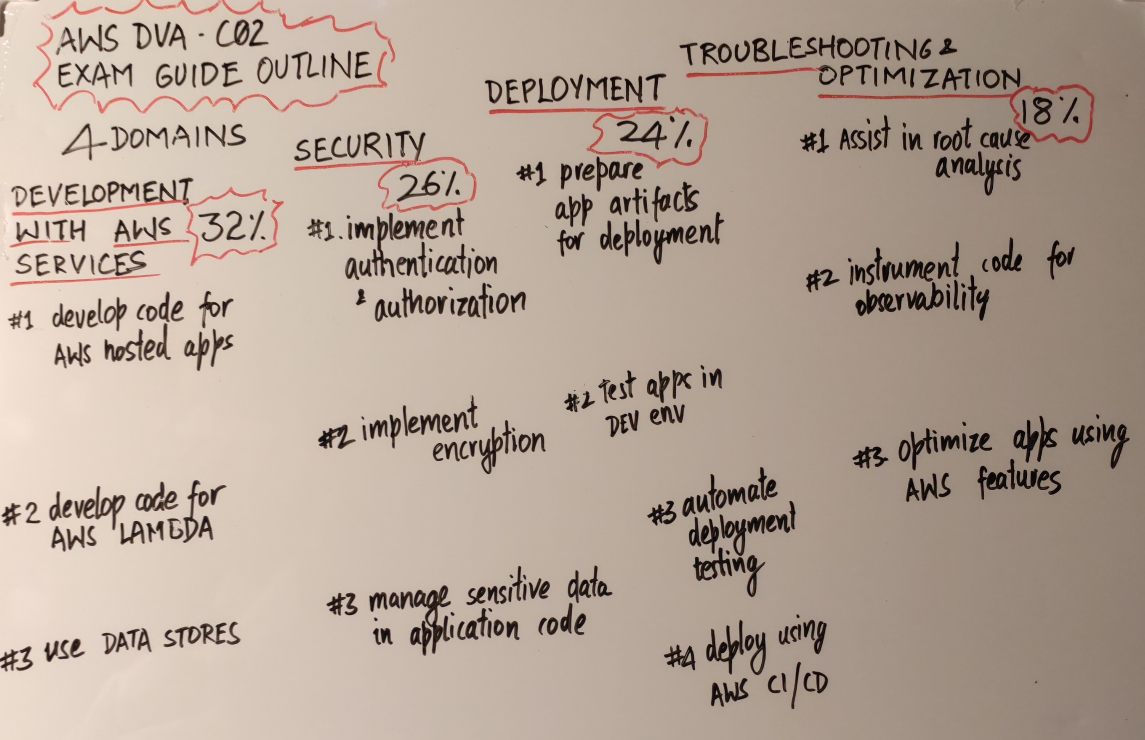 AWS DVA - C02
EXAM GUIDE OUTLINE
4 DOMAINS
DEVELOPMENT
WITH AWS
SERVICES
32%
#1 develop code for
AWS hosted apps
#2 develop code for
AWS LAMBDA
#3 use DATA STORES
SECURITY
26%
#1. implement
authentication
& authorization
#2 implement
encryption
#3 manage sensitive data
in application code
DEPLOYMENT
24%
#1 prepare
app artifacts
for deployment
#2 Test apps in
DEV env
#3 automate
deployment
testing
#4 deploy using
AWS CI/CD
TROUBLESHOOTING &
OPTIMIZATION
18%
#1 Assist in root cause
analysis
#2 instrument code for
observability
#3 optimize apps using
AWS features